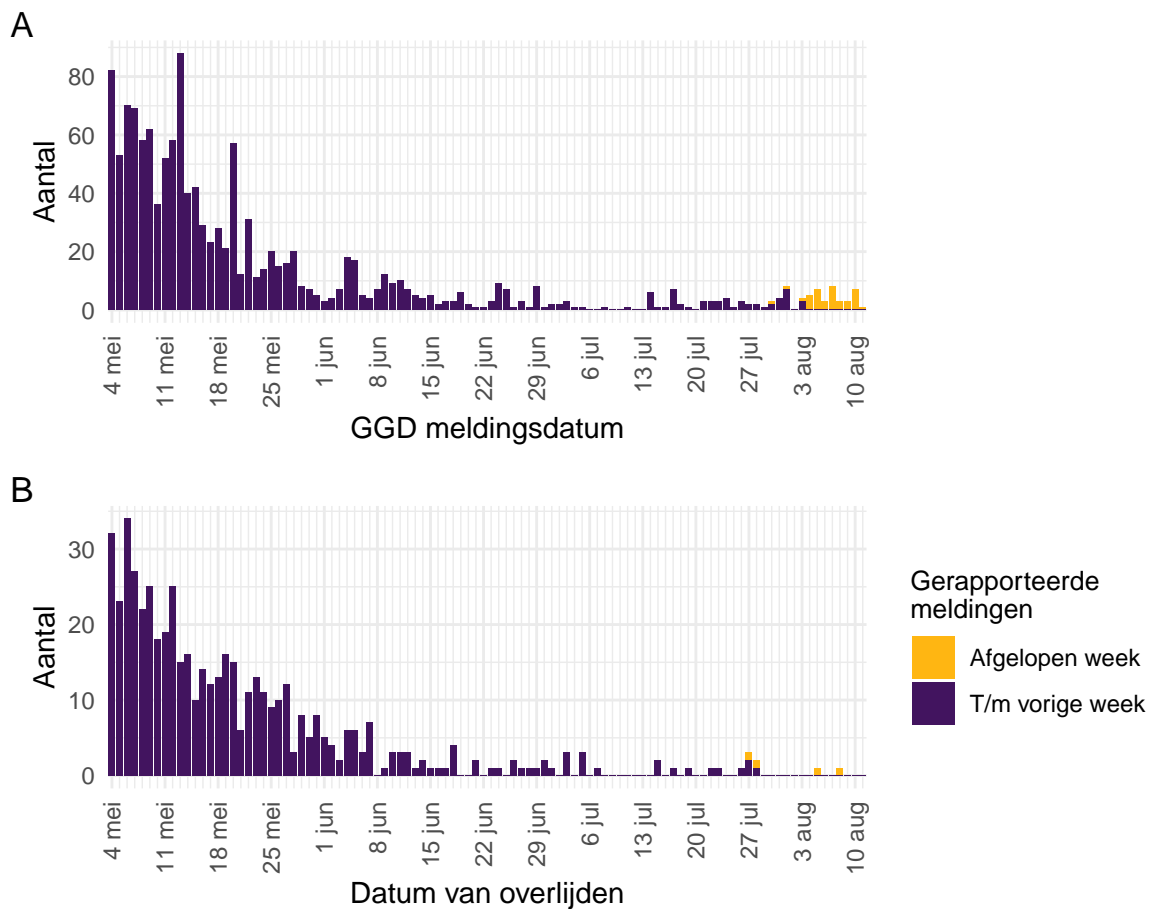 A
80
60
40
20
0
Aantal
4 mei
11 mei
18 mei
25 mei
1 jun
8 jun
15 jun
22 jun
29 jun
6 jul
13 jul
20 jul
27 jul
3 aug
10 aug
GGD meldingsdatum
B
30
20
10
0
Aantal
4 mei
11 mei
18 mei
25 mei
1 jun
8 jun
15 jun
22 jun
29 jun
6 jul
13 jul
20 jul
27 jul
3 aug
10 aug
Datum van overlijden
Gerapporteerde
meldingen
Afgelopen week
T/m vorige week